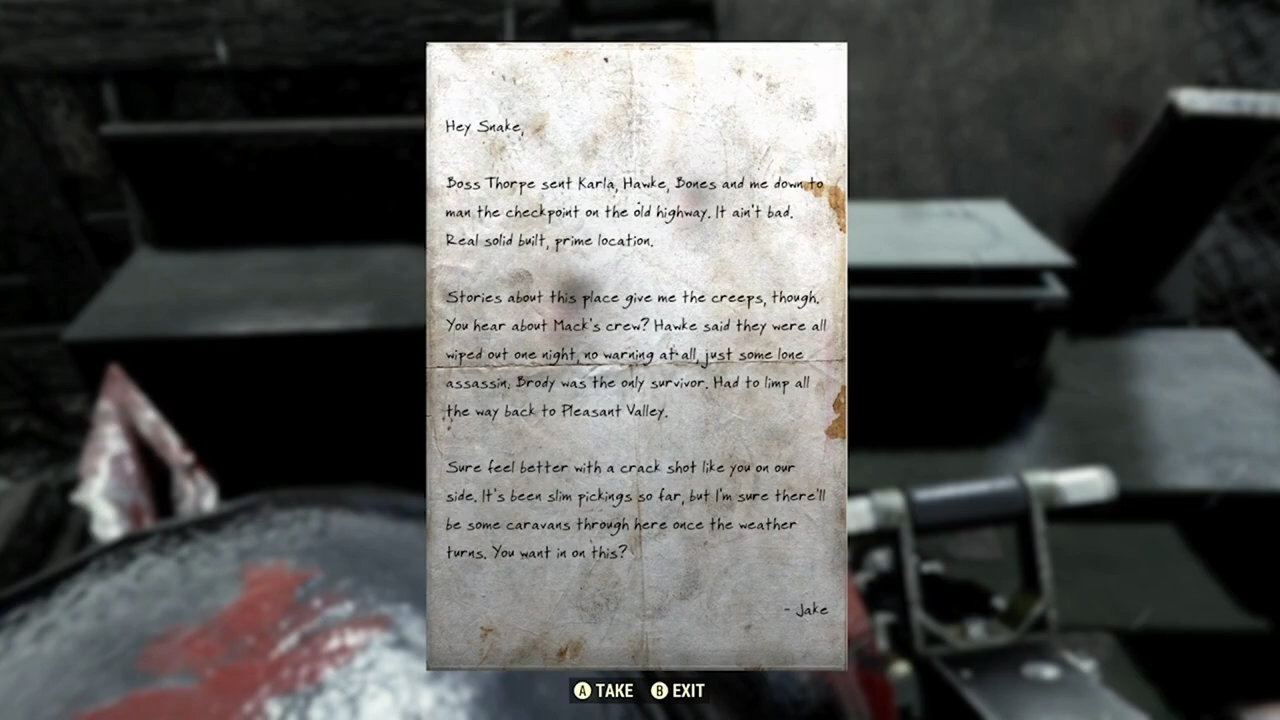 Hey Snake,
Boss Thorpe sent Karla, Hawke, Bones and me down to
man the checkpoint on the old highway. It ain't bad.
Real solid built, prime location.
Stories about this place give me the creeps, though.
You hear about Mack's crew? Hawke said they were all
wiped out one night, no warning at all, just some lone
assassin. Brody was the only survivor. Had to limp all
the way back to Pleasant Valley.
Sure feel better with a crack shot like you on our
side. It's been slim pickings so far, but I'm sure there'll
be some caravans through here once the weather
turns. You want in on this?
- Jake
A TAKE B EXIT